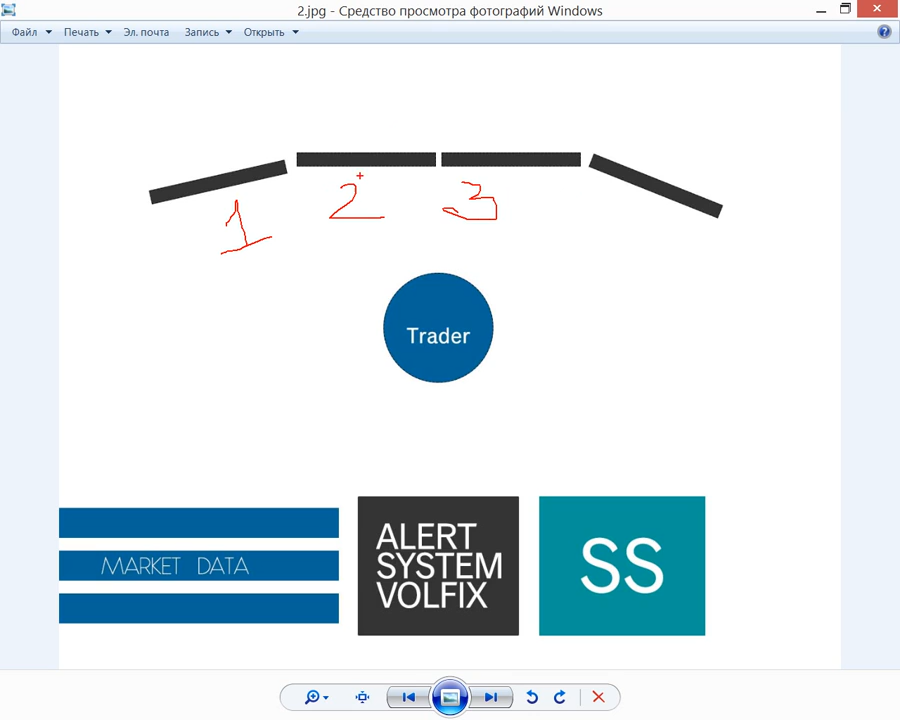 2.jpg - Средство просмотра фотографий Windows
Файл Печать Эл. почта Запись Открыть
1 2 3
Trader
MARKET DATA
ALERT
SYSTEM
VOLFIX
SS